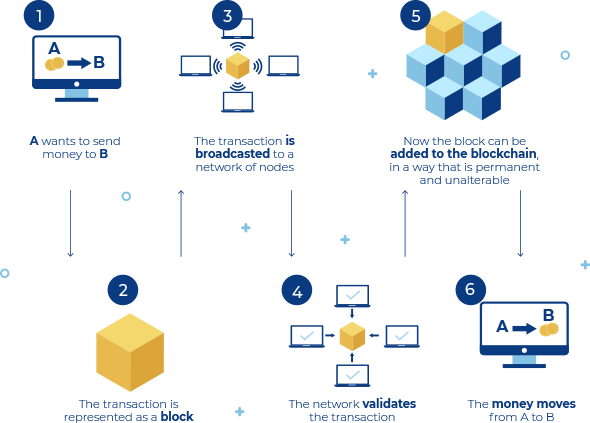 1
A
B
A wants to send
money to B
2
The transaction is
represented as a block
3
The transaction is
broadcasted to a
network of nodes
4
The network validates
the transaction
5
Now the block can be
added to the blockchain,
in a way that is permanent
and unalterable
6
A
B
The money moves
from A to B